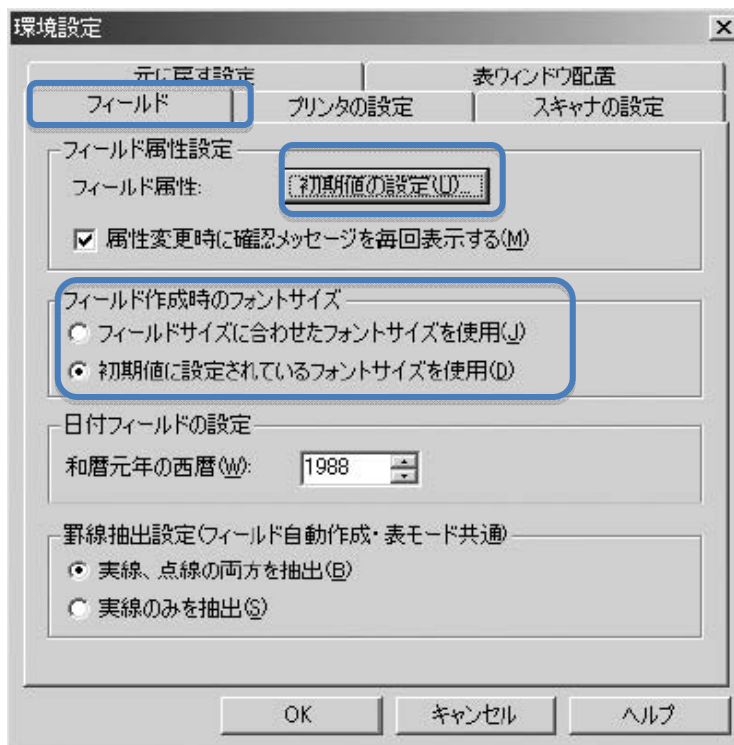 環境設定
元に戻す設定
表ウィンドウ配置
フィールド
プリンタの設定
スキャナの設定
フィールド属性設定
フィールド属性:
初期値の設定(U)...
属性変更時に確認メッセージを毎回表示する(M)
フィールド作成時のフォントサイズ
フィールドサイズに合わせたフォントサイズを使用(J)
初期値に設定されているフォントサイズを使用(D)
日付フィールドの設定
和暦元年の西暦(W):
1988
罫線抽出設定(フィールド自動作成・表モード共通)
実線、点線の両方を抽出(B)
実線のみを抽出(S)
OK
キャンセル
ヘルプ